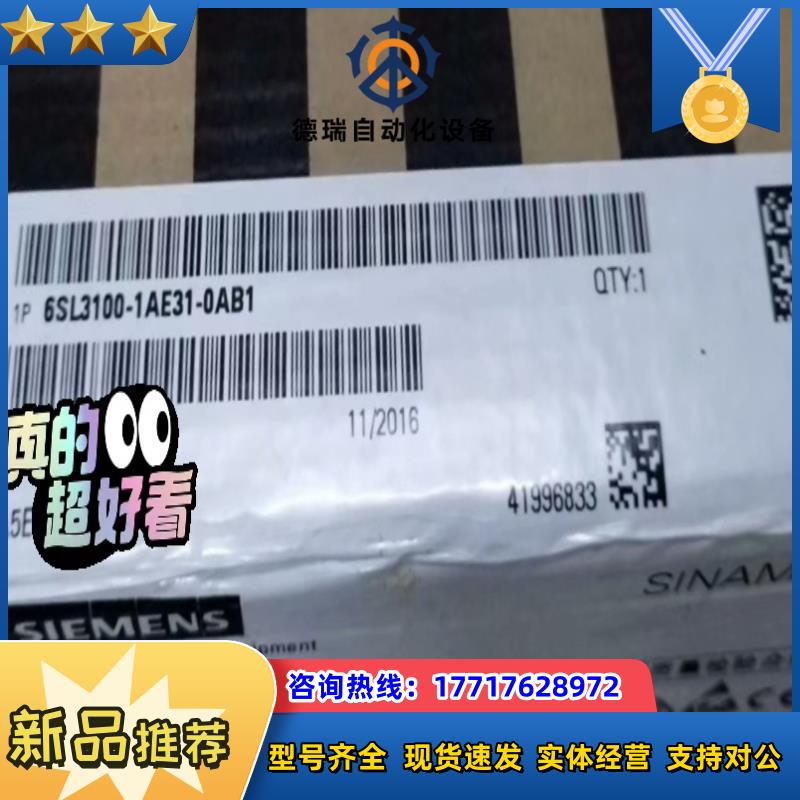 德瑞自动化设备
1P 6SL3100-1AE31-0AB1
QTY:1
11/2016
真的
超好看
41996833
SINAM
SIEMENS
咨询热线：17717628972
新品推荐
型号齐全 现货速发 实体经营 支持对公